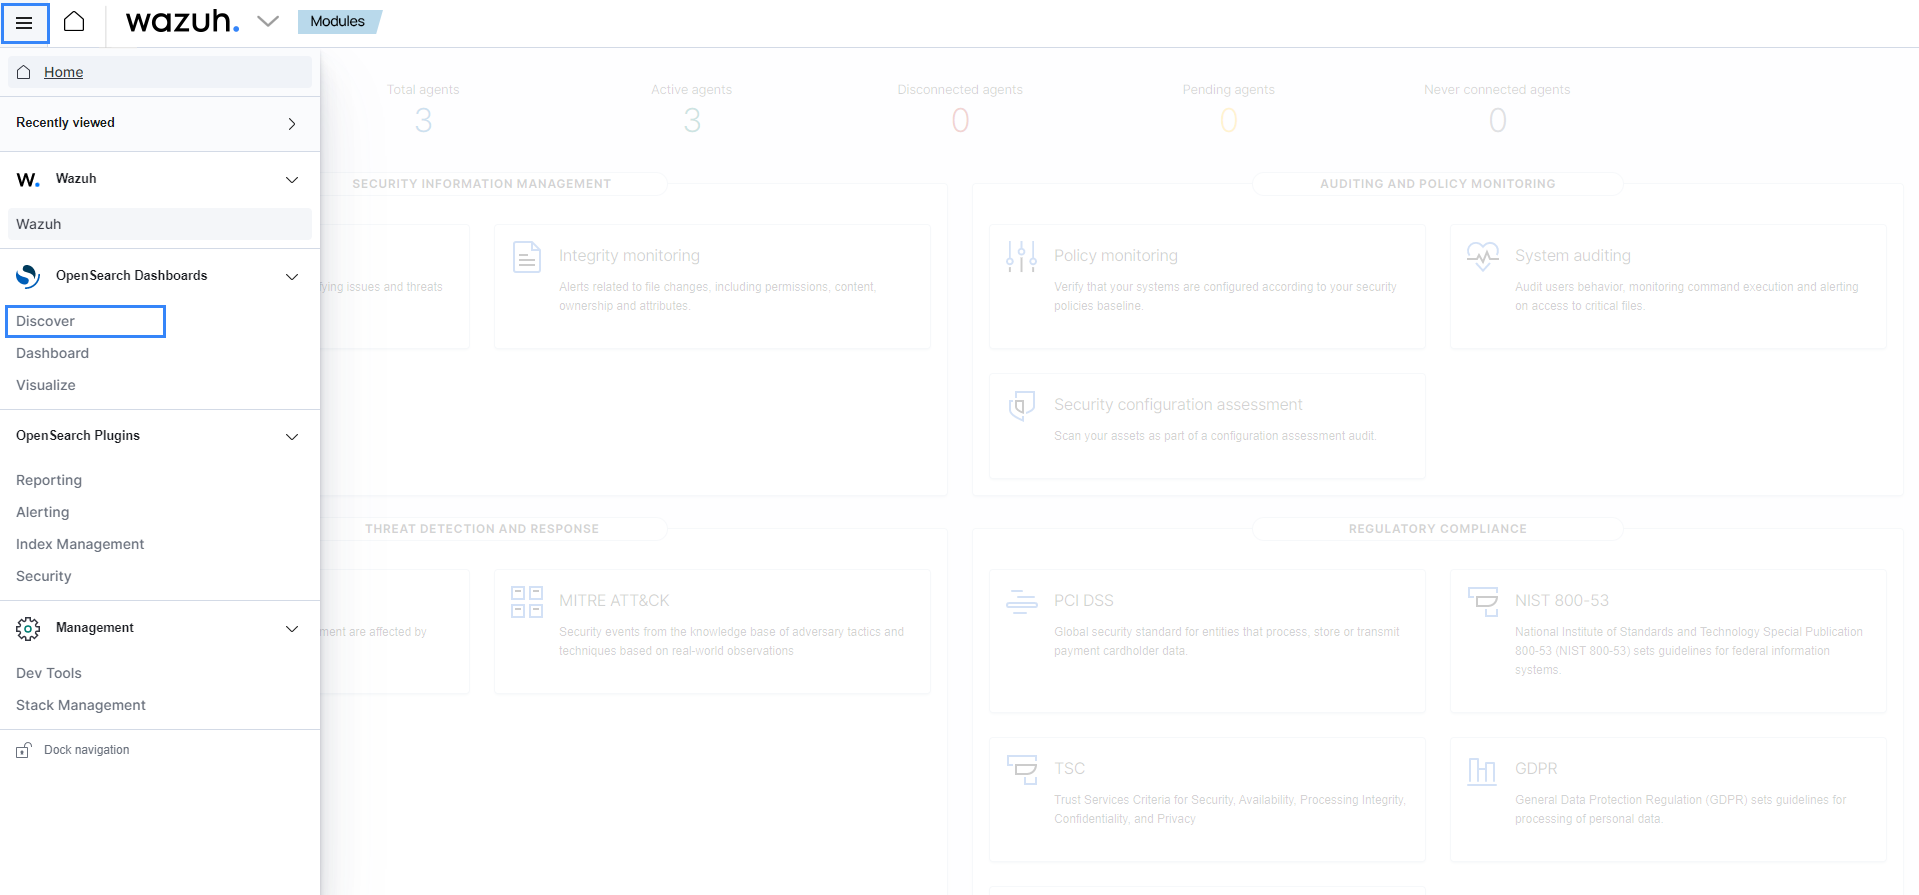 wazuh.
Modules
Home
Recently viewed
W. Wazuh
Wazuh
OpenSearch Dashboards
Discover
Dashboard
Visualize
OpenSearch Plugins
Reporting
Alerting
Index Management
Security
Management
Dev Tools
Stack Management
Dock navigation
Total agents
3
Active agents
3
Disconnected agents
0
Pending agents
0
Never connected agents
0
SECURITY INFORMATION MANAGEMENT
fying issues and threats
Integrity monitoring
Alerts related to file changes, including permissions, content,
ownership and attributes.
AUDITING AND POLICY MONITORING
Policy monitoring
Verify that your systems are configured according to your security
policies baseline.
System auditing
Audit users behavior, monitoring command execution and alerting
on access to critical files.
Security configuration assessment
Scan your assets as part of a configuration assessment audit.
THREAT DETECTION AND RESPONSE
ment are affected by
MITRE ATT&CK
Security events from the knowledge base of adversary tactics and
techniques based on real-world observations
REGULATORY COMPLIANCE
PCI DSS
Global security standard for entities that process, store or transmit
payment cardholder data.
NIST 800-53
National Institute of Standards and Technology Special Publication
800-53 (NIST 800-53) sets guidelines for federal information
systems.
TSC
Trust Services Criteria for Security, Availability, Processing Integrity,
Confidentiality, and Privacy
GDPR
General Data Protection Regulation (GDPR) sets guidelines for
processing of personal data.